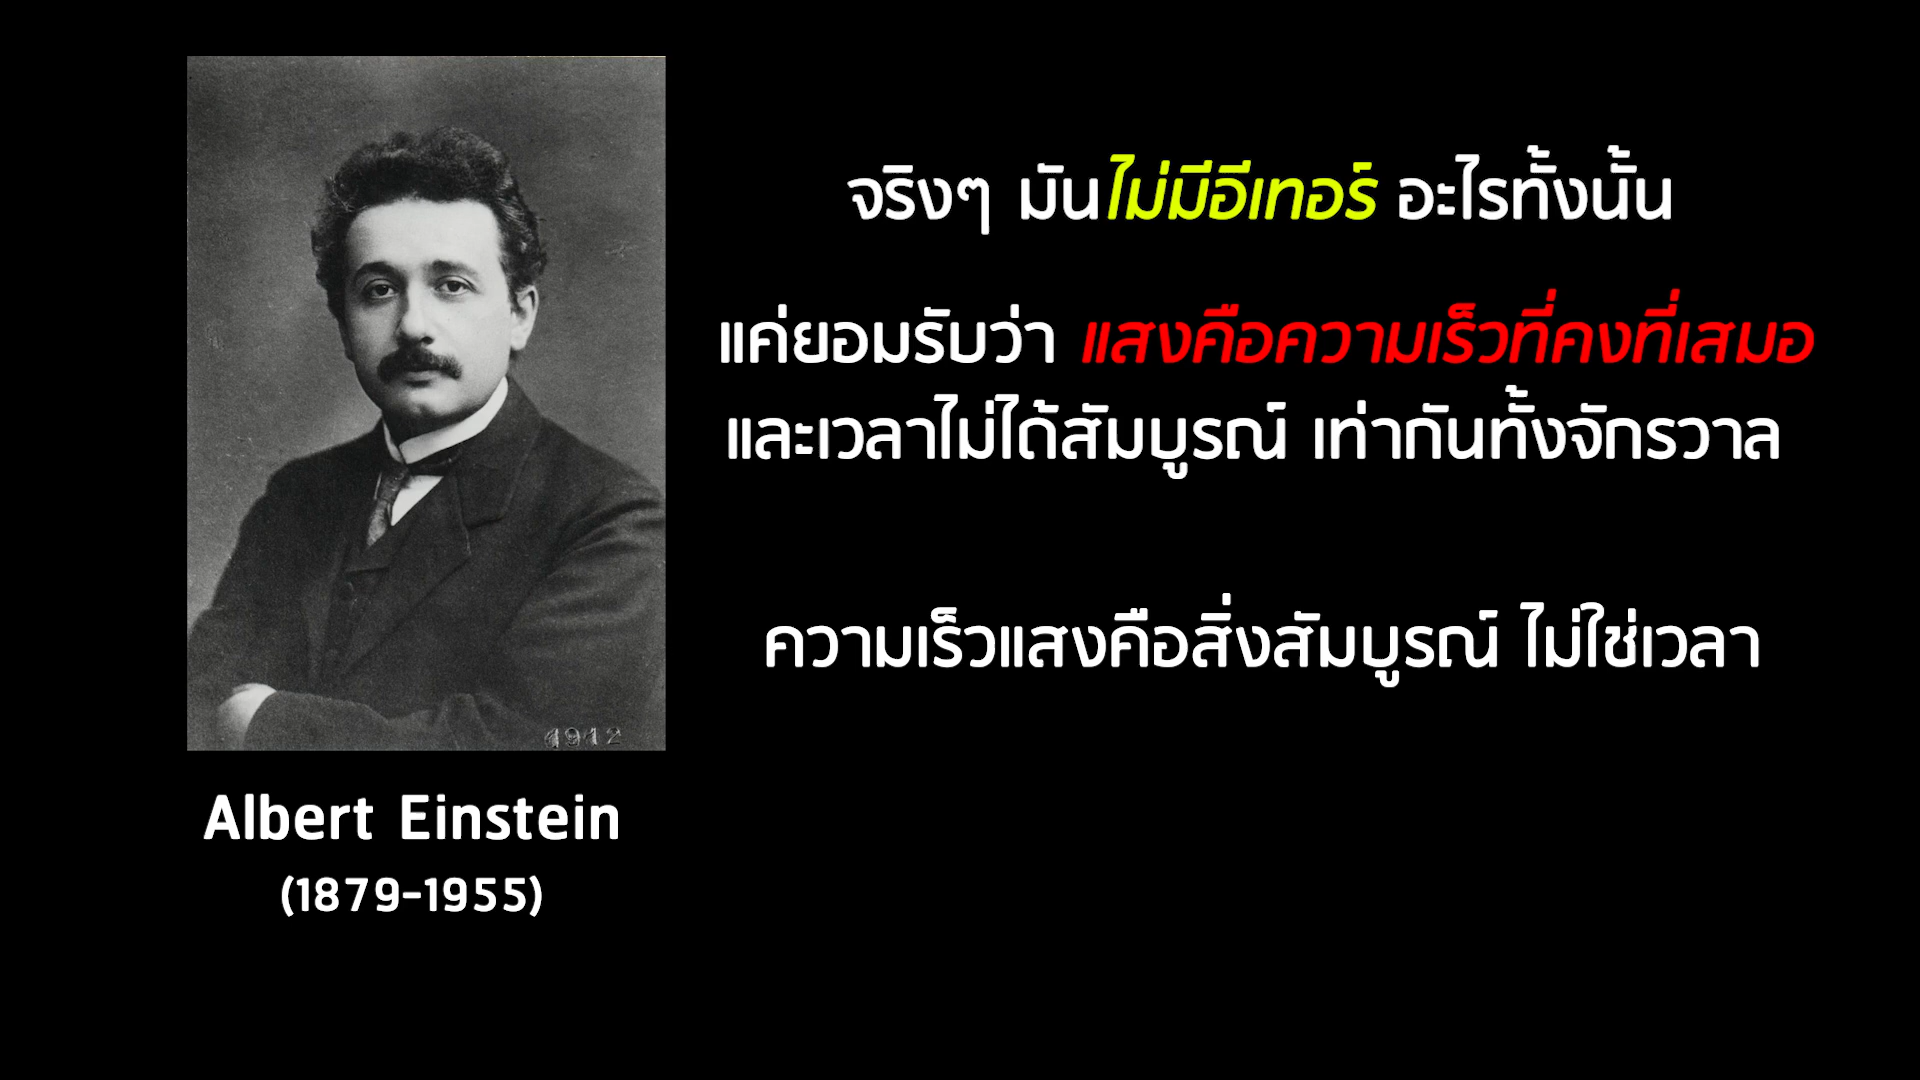 จริงๆ มันไม่มีอีเทอร์ อะไรทั้งนั้น
แค่ยอมรับว่า แสงคือความเร็วที่คงที่เสมอ
และเวลาไม่ได้สัมบูรณ์ เท่ากันทั้งจักรวาล
ความเร็วแสงคือสิ่งสัมบูรณ์ ไม่ใช่เวลา
1912
Albert Einstein
(1879-1955)